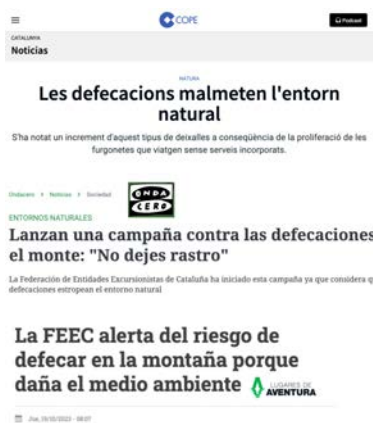 COPE
Podcast
CATALUNYA
Noticias
NATURA
Les defecacions malmeten l'entorn
natural
S'ha notat un increment d'aquest tipus de deixalles a conseqüència de la proliferació de les
furgonetes que viatgen sense serveis incorporats.
Ondacero > Noticias > Sociedad
ONDA
CERO
ENTORNOS NATURALES
Lanzan una campaña contra las defecaciones
el monte: "No dejes rastro"
La Federación de Entidades Excursionistas de Cataluña ha iniciado esta campaña ya que considera q
defecaciones estropean el entorno natural
La FEEC alerta del riesgo de
defecar en la montaña porque
daña el medio ambiente
LUGARES DE
AVENTURA